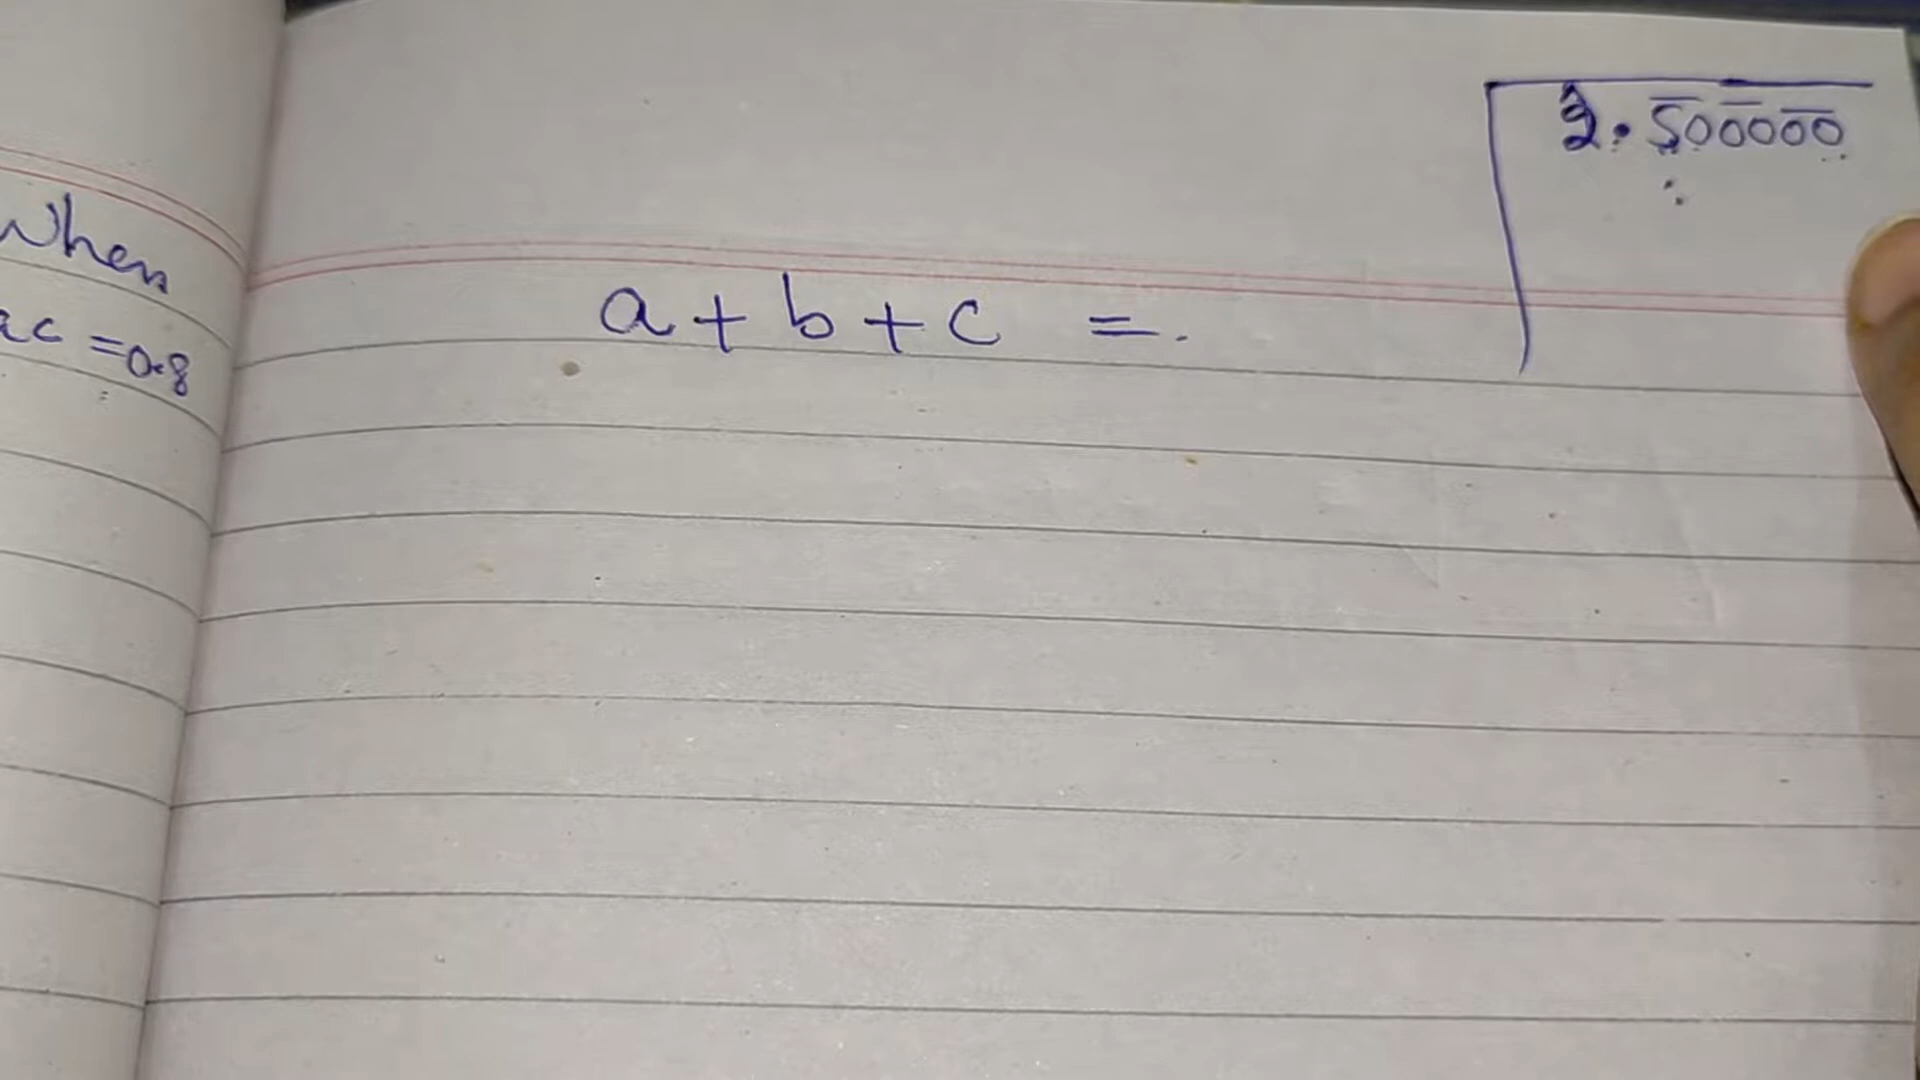 When
ac = 0.8
a + b + c =
2.500000